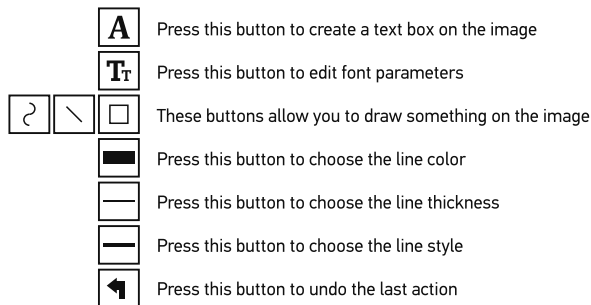 A Press this button to create a text box on the image
TT Press this button to edit font parameters
These buttons allow you to draw something on the image
Press this button to choose the line color
Press this button to choose the line thickness
Press this button to choose the line style
Press this button to undo the last action